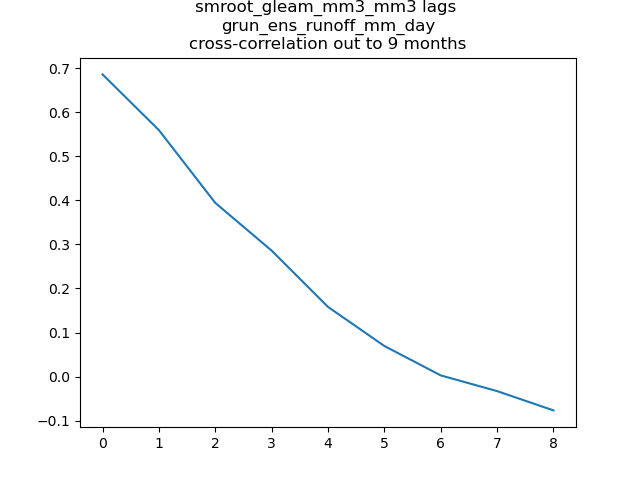 smroot_gleam_mm3_mm3 lags
grun_ens_runoff_mm_day
cross-correlation out to 9 months
0.7
0.6
0.5
0.4
0.3
0.2
0.1
0.0
−0.1
0 1 2 3 4 5 6 7 8